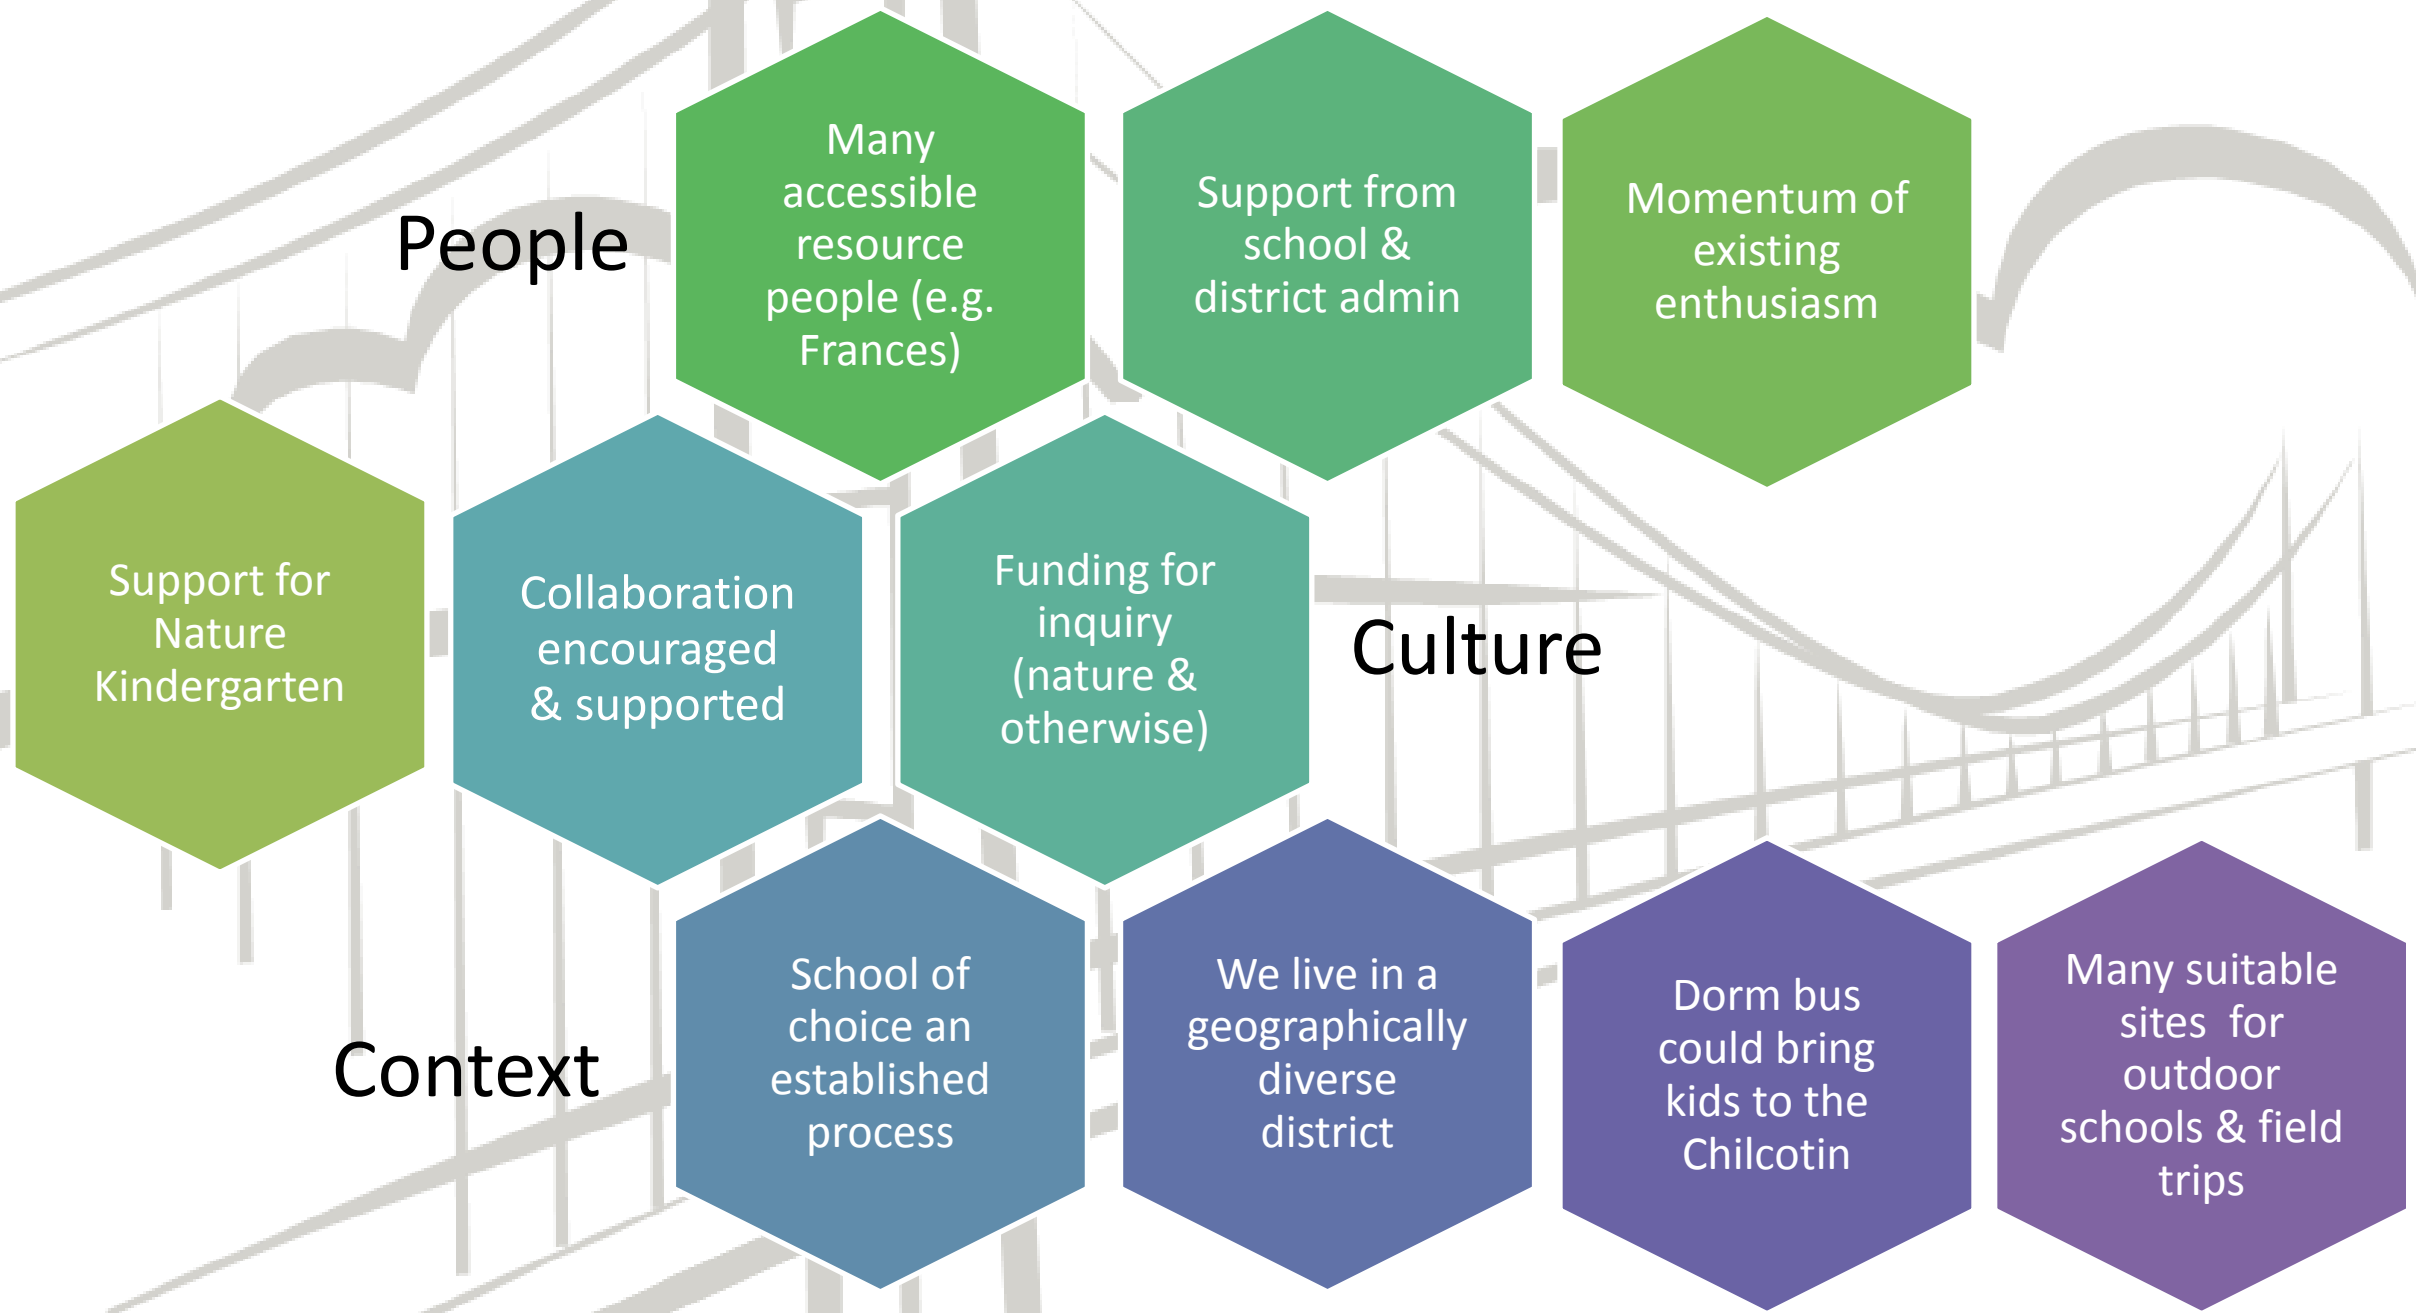 People
Many
accessible
resource
people (e.g.
Frances)
Support from
school &
district admin
Momentum of
existing
enthusiasm
Support for
Nature
Kindergarten
Collaboration
encouraged
& supported
Funding for
inquiry
(nature &
otherwise)
Culture
Context
School of
choice an
established
process
We live in a
geographically
diverse
district
Dorm bus
could bring
kids to the
Chilcotin
Many suitable
sites  for
outdoor
schools & field
trips